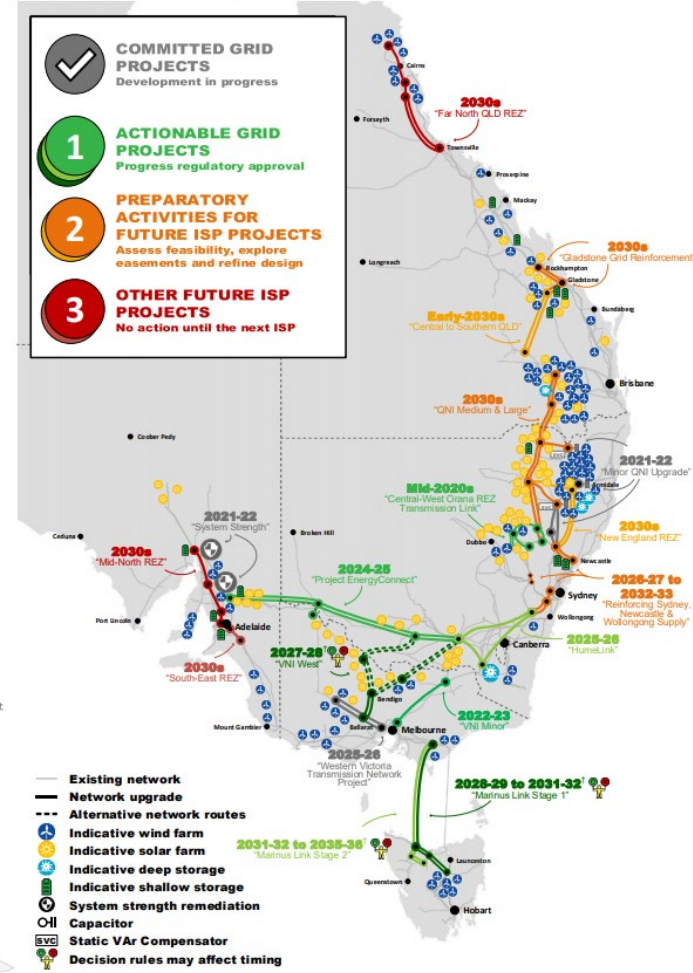 COMMITTED GRID
PROJECTS
Development in progress
1
ACTIONABLE GRID
PROJECTS
Progress regulatory approval
2
PREPARATORY
ACTIVITIES FOR
FUTURE ISP PROJECTS
Assess feasibility, explore
easements and refine design
3
OTHER FUTURE ISP
PROJECTS
No action until the next ISP
Cairns
2030s
"Far North QLD REZ"
Forsyath
Townsville
Proserpine
Mackay
Longreach
2030s
"Gladstone Grid Reinforcement"
Rockhampton
Gladstone
Bundaberg
Early-2030s
"Central to Southern QLD"
Brisbane
2030s
"QNI Medium & Large"
Coober Pedy
2021-22
"Minor QNI Upgrade"
SVC
Armidale
Mid-2020s
"Central-West Orana REZ
Transmission Link"
SVC
2021-22
"System Strength"
Ceduna
Broken Hill
Dubbo
2030s
"New England REZ"
2030s
"Mid-North REZ"
2024-25
"Project EnergyConnect"
Newcastle
2026-27 to
2032-33
"Reinforcing Sydney,
Newcastle &
Wollongong Supply"
Sydney
Port Lincoln
Adelaide
Wollongong
2025-26
"HumeLink"
Canberra
2027-28†
"VNI West"
2030s
"South-East REZ"
Bendigo
2022-23
"VNI Minor"
Mount Gambier
Ballarat
Melbourne
2025-26
"Western Victoria
Transmission Network
Project"
2028-29 to 2031-32†
"Marinus Link Stage 1"
2031-32 to 2035-36†
"Marinus Link Stage 2"
Launceston
Queenstown
Hobart
t
Existing network
Network upgrade
Alternative network routes
Indicative wind farm
Indicative solar farm
Indicative deep storage
Indicative shallow storage
System strength remediation
Capacitor
SVC Static VAr Compensator
Decision rules may affect timing